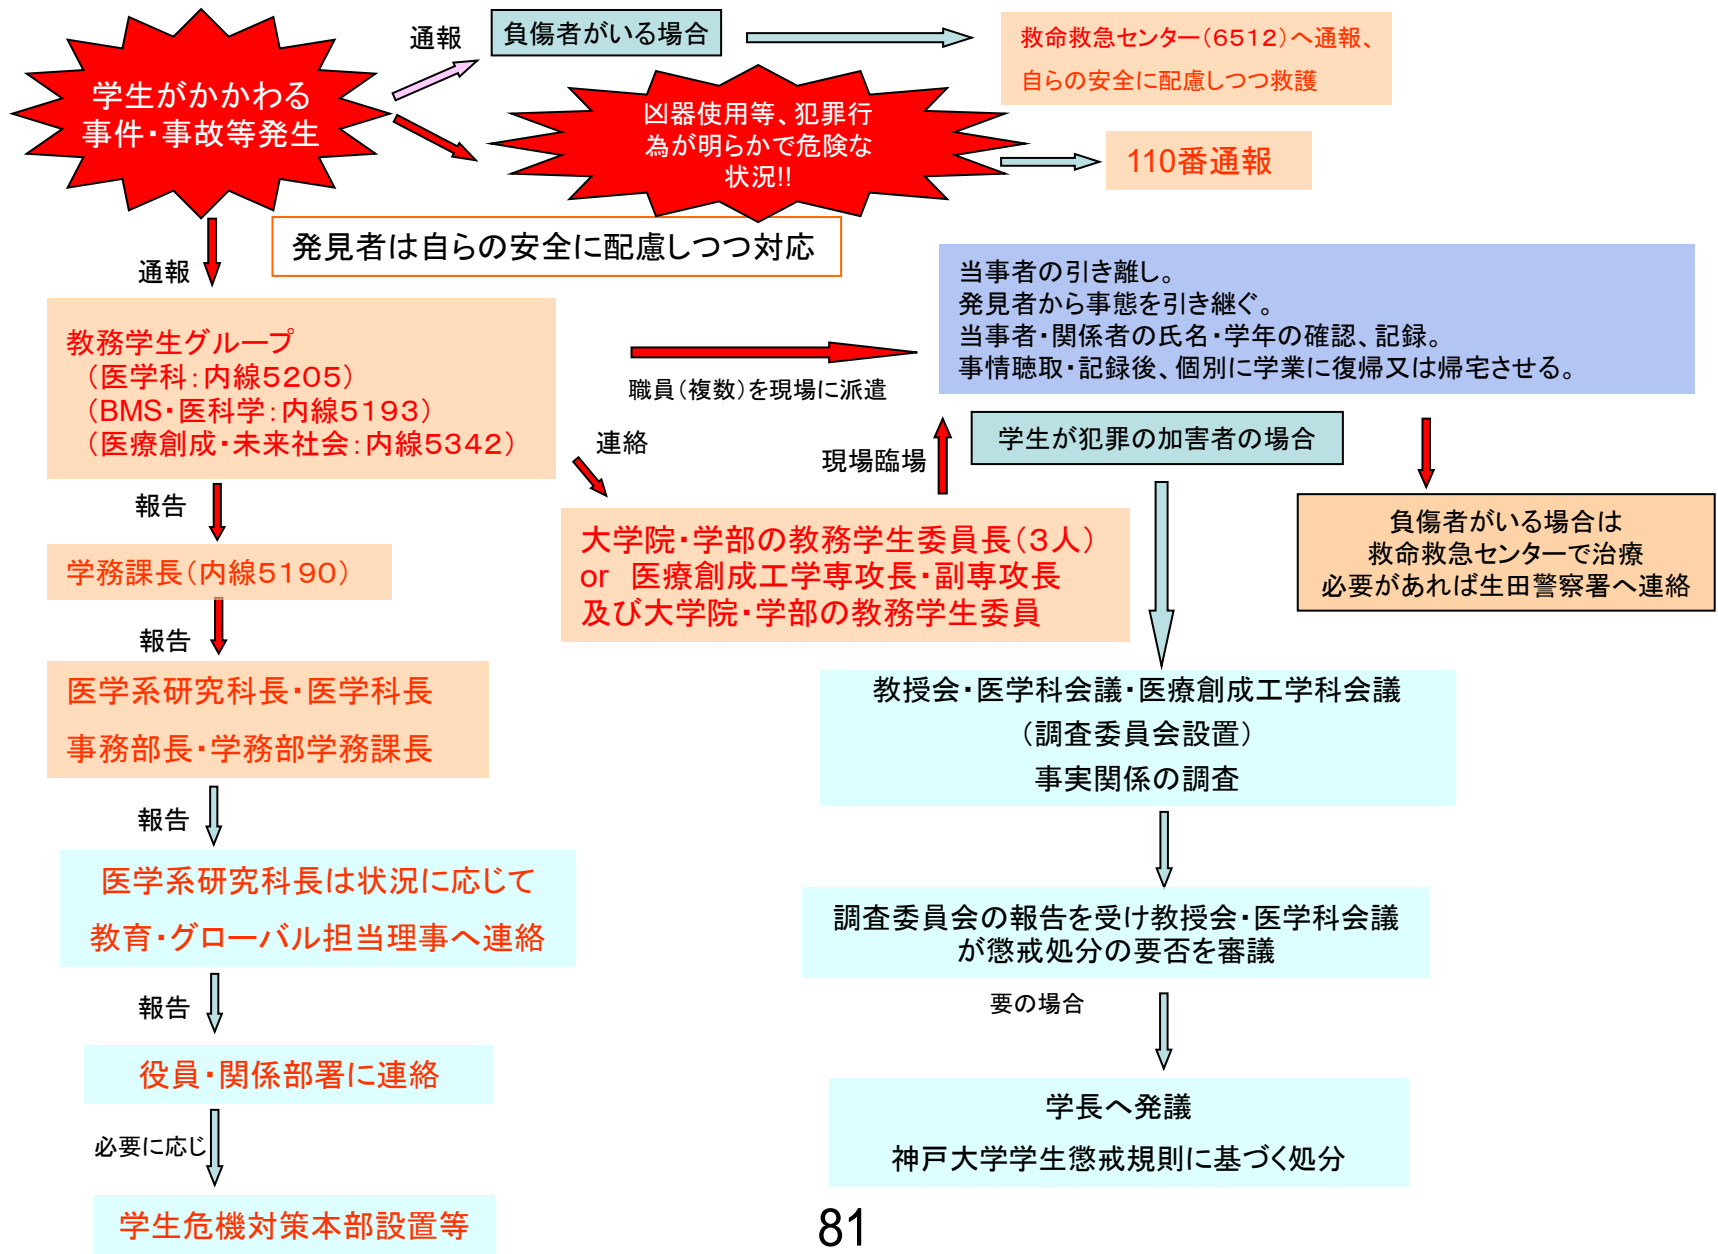 学生がかかわる
事件・事故等発生
通報
負傷者がいる場合
救命救急センター(6512)へ通報、
自らの安全に配慮しつつ救護
凶器使用等、犯罪行
為が明らかで危険な
状況!!
110番通報
発見者は自らの安全に配慮しつつ対応
通報
教務学生グループ
(医学科:内線5205)
(BMS・医科学:内線5193)
(医療創成・未来社会:内線5342)
職員(複数)を現場に派遣
当事者の引き離し。
発見者から事態を引き継ぐ。
当事者・関係者の氏名・学年の確認、記録。
事情聴取・記録後、個別に学業に復帰又は帰宅させる。
連絡
現場臨場
学生が犯罪の加害者の場合
負傷者がいる場合は
救命救急センターで治療
必要があれば生田警察署へ連絡
大学院・学部の教務学生委員長(3人)
or 医療創成工学専攻長・副専攻長
及び大学院・学部の教務学生委員
報告
学務課長(内線5190)
報告
医学系研究科長・医学科長
事務部長・学務部学務課長
報告
医学系研究科長は状況に応じて
教育・グローバル担当理事へ連絡
報告
役員・関係部署に連絡
必要に応じ
学生危機対策本部設置等
教授会・医学科会議・医療創成工学科会議
(調査委員会設置)
事実関係の調査
調査委員会の報告を受け教授会・医学科会議
が懲戒処分の要否を審議
要の場合
学長へ発議
神戸大学学生懲戒規則に基づく処分
81